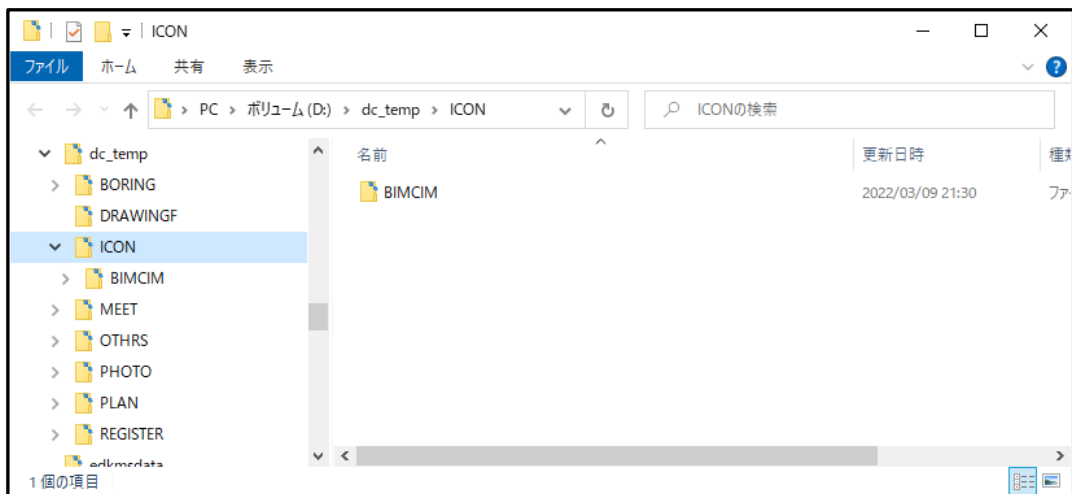 ICON
ファイル ホーム 共有 表示
PC > ボリューム (D:) > dc_temp > ICON ICONの検索
dc_temp
BORING
DRAWINGF
ICON
BIMCIM
MEET
OTHRS
PHOTO
PLAN
REGISTER
edkmsdata
名前 更新日時
BIMCIM 2022/03/09 21:30
1 個の項目